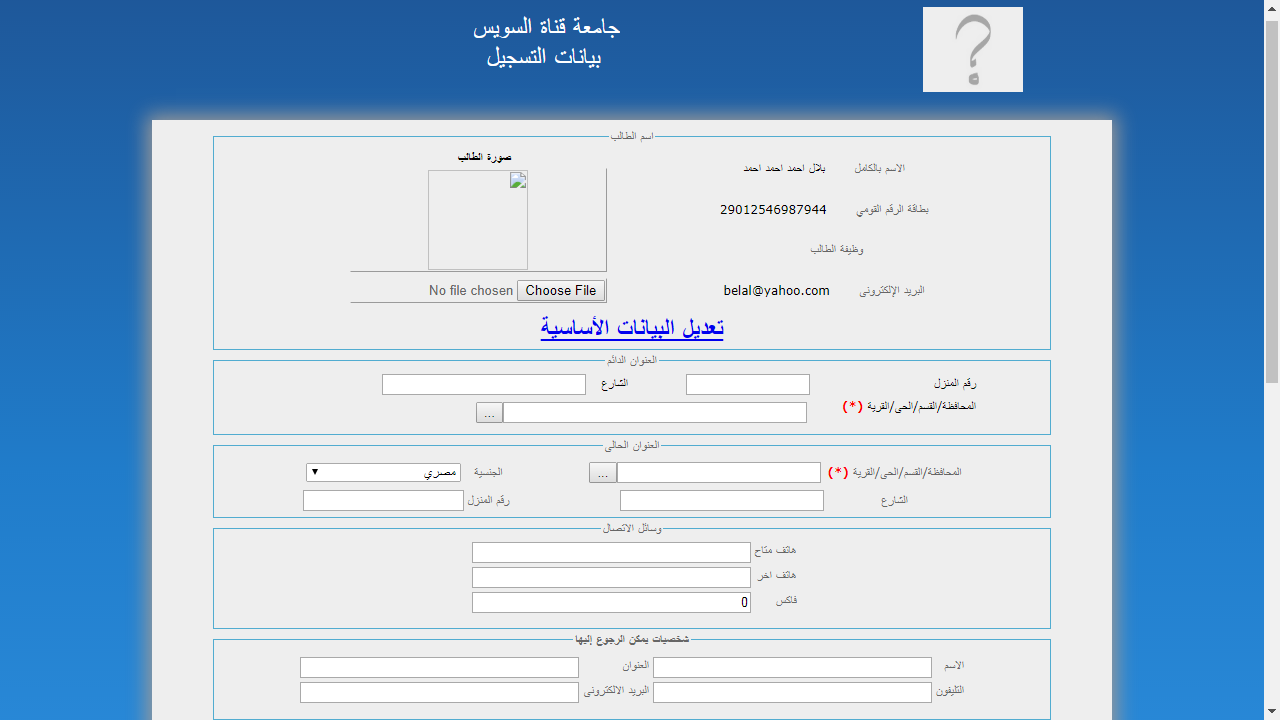 جامعة قناة السويس
بيانات التسجيل
اسم الطالب
الاسم بالكامل بلال احمد احمد احمد
صورة الطالب
بطاقة الرقم القومي 29012546987944
وظيفة الطالب
البريد الإلكترونى belal@yahoo.com
Choose File No file chosen
تعديل البيانات الأساسية
العنوان الدائم
رقم المنزل الشارع
المحافظة/القسم/الحى/القرية (*) ...
العنوان الحالى
المحافظة/القسم/الحى/القرية (*) ... الجنسية مصري
الشارع رقم المنزل
وسائل الاتصال
هاتف متاح
هاتف اخر
فاكس 0
شخصيات يمكن الرجوع إليها
الاسم العنوان
التليفون البريد الالكترونى